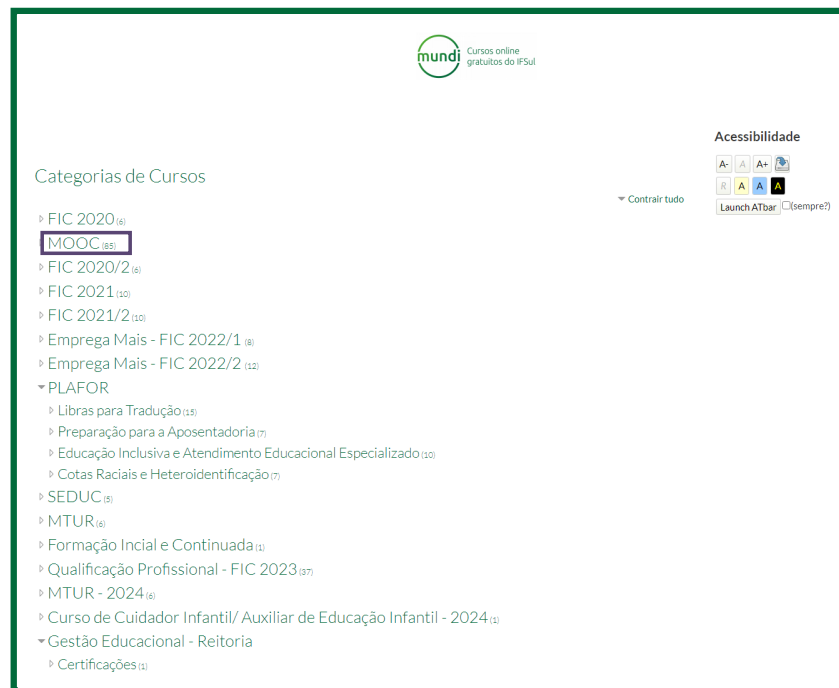 mundi Cursos online
gratuitos do IFSul
Acessibilidade
A- A A+
R A A A
Launch ATbar (sempre?)
Categorias de Cursos
Contrair tudo
FIC 2020 (6)
MOOC (85)
FIC 2020/2 (6)
FIC 2021 (10)
FIC 2021/2 (10)
Emprega Mais - FIC 2022/1 (8)
Emprega Mais - FIC 2022/2 (12)
PLAFOR
Libras para Tradução (15)
Preparação para a Aposentadoria (7)
Educação Inclusiva e Atendimento Educacional Especializado (10)
Cotas Raciais e Heteroidentificação (7)
SEDUC (5)
MTUR (6)
Formação Incial e Continuada (1)
Qualificação Profissional - FIC 2023 (37)
MTUR - 2024 (6)
Curso de Cuidador Infantil/ Auxiliar de Educação Infantil - 2024 (1)
Gestão Educacional - Reitoria
Certificações (1)